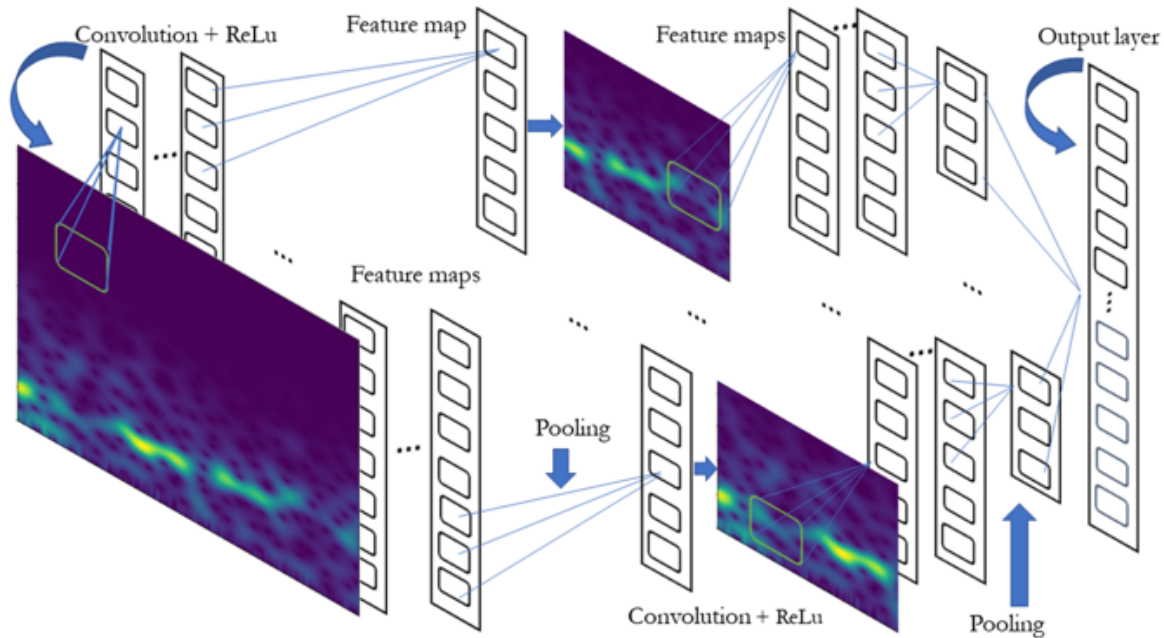 Convolution + ReLu
Feature map
Feature maps
Output layer
Feature maps
Pooling
Convolution + ReLu
Pooling